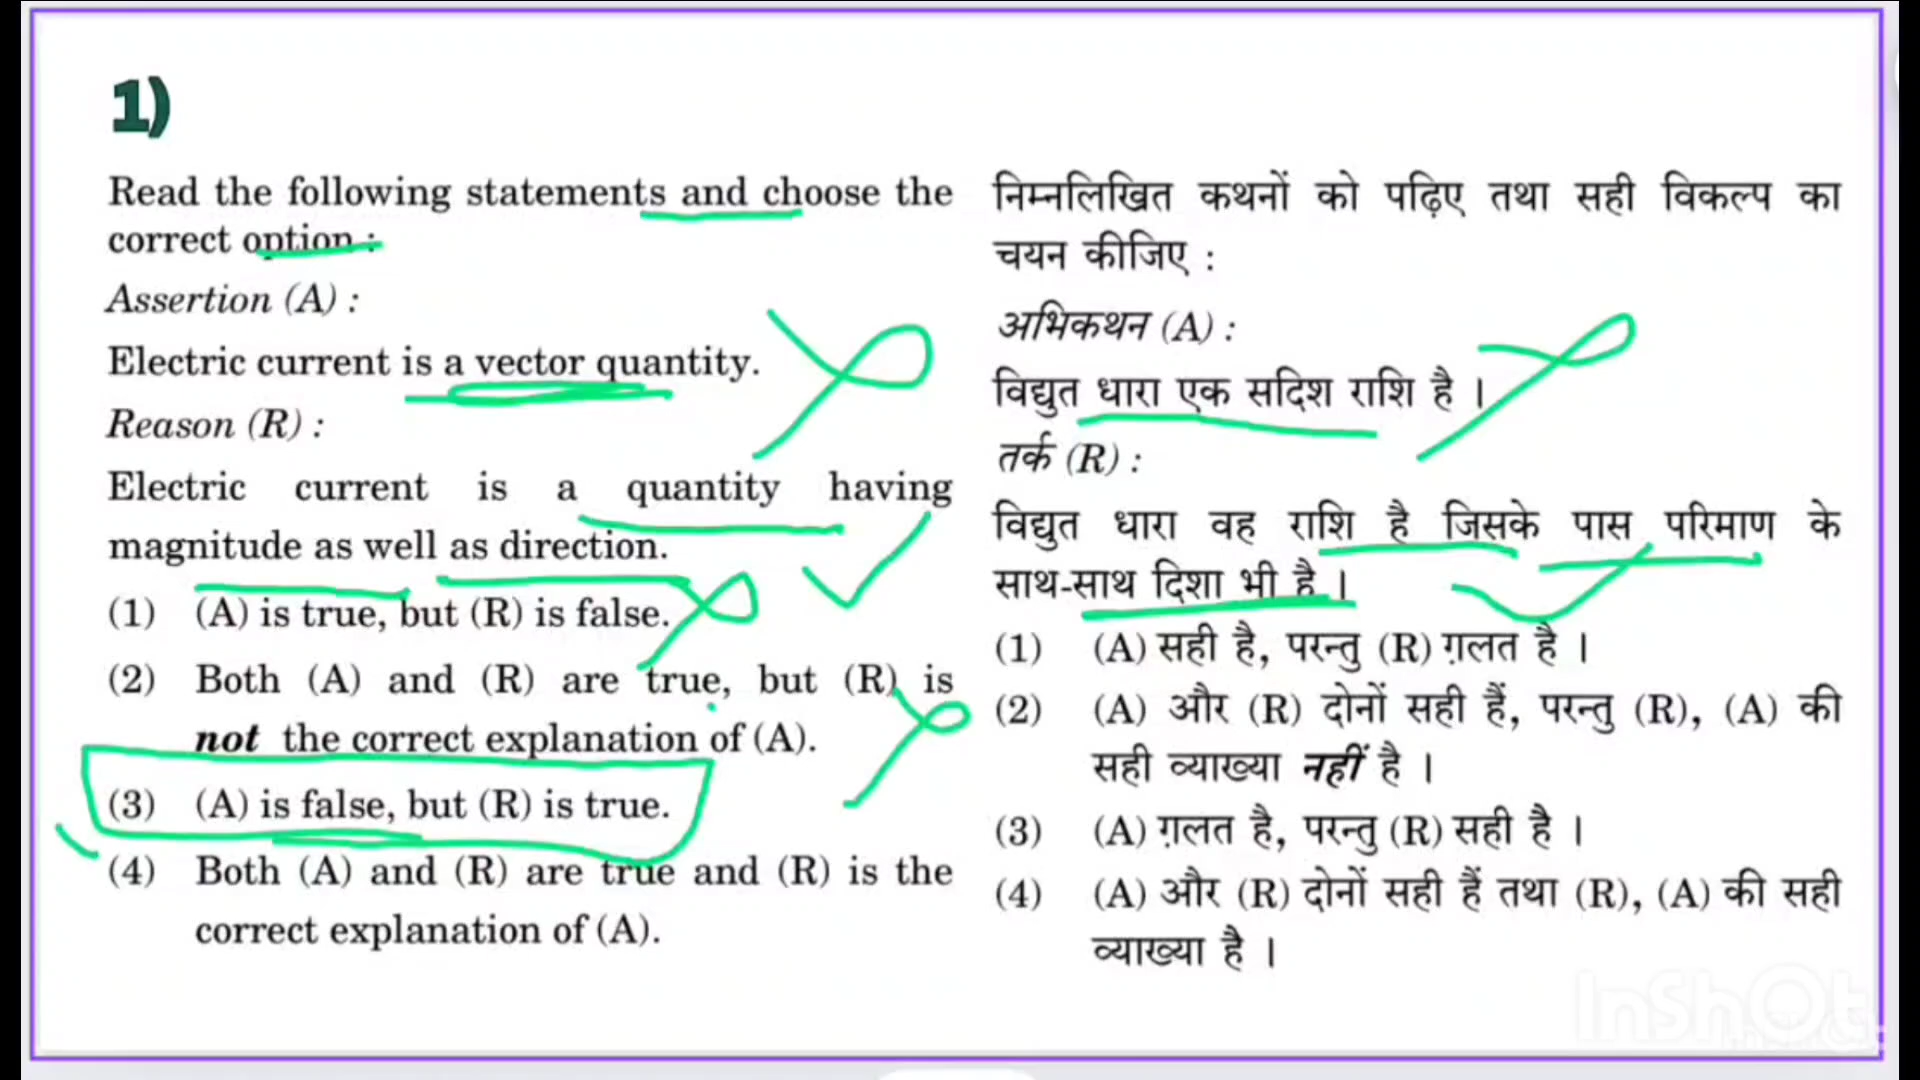 1)
Read the following statements and choose the
correct option :
Assertion (A) :
Electric current is a vector quantity.
Reason (R) :
Electric current is a quantity having
magnitude as well as direction.
(1) (A) is true, but (R) is false.
(2) Both (A) and (R) are true, but (R) is
not the correct explanation of (A).
(3) (A) is false, but (R) is true.
(4) Both (A) and (R) are true and (R) is the
correct explanation of (A).
निम्नलिखित कथनों को पढ़िए तथा सही विकल्प का
चयन कीजिए :
अभिकथन (A) :
विद्युत धारा एक सदिश राशि है ।
तर्क (R) :
विद्युत धारा वह राशि है जिसके पास परिमाण के
साथ-साथ दिशा भी है ।
(1) (A) सही है, परन्तु (R) ग़लत है ।
(2) (A) और (R) दोनों सही हैं, परन्तु (R), (A) की
सही व्याख्या नहीं है ।
(3) (A) ग़लत है, परन्तु (R) सही है ।
(4) (A) और (R) दोनों सही हैं तथा (R), (A) की सही
व्याख्या है ।
InShOt